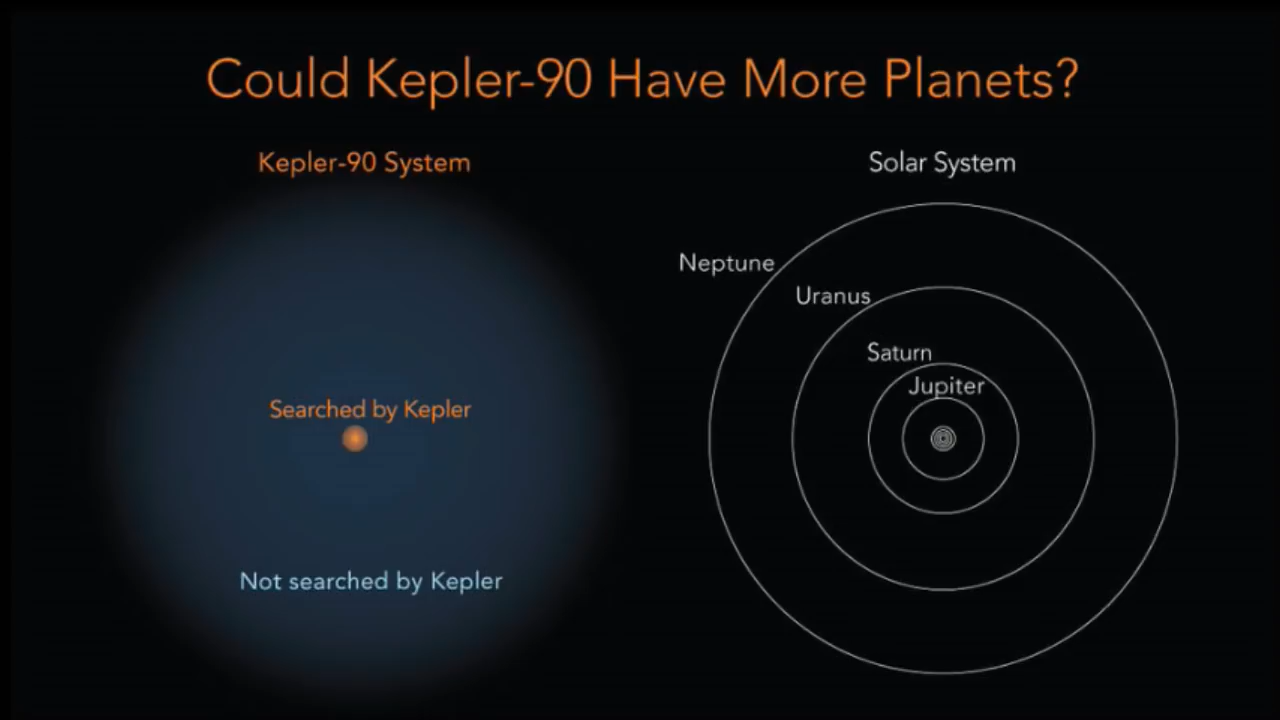 Could Kepler-90 Have More Planets?
Kepler-90 System
Searched by Kepler
Not searched by Kepler
Solar System
Neptune
Uranus
Saturn
Jupiter